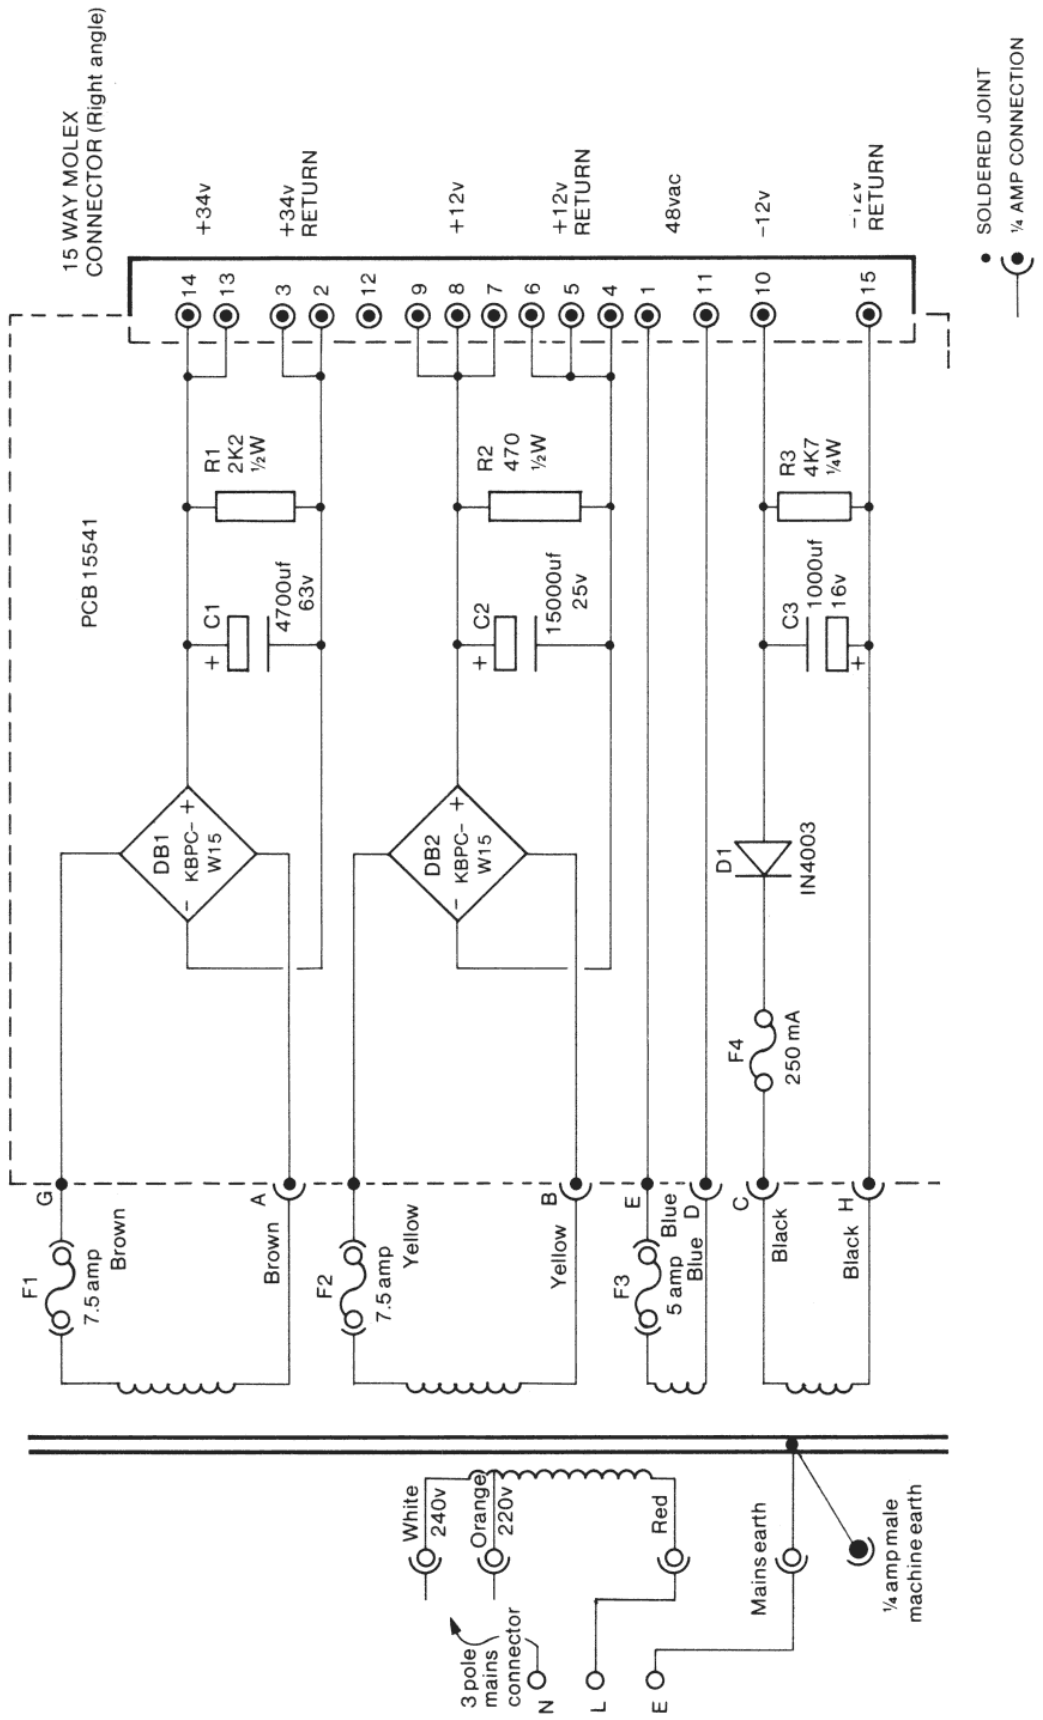 15 WAY MOLEX
CONNECTOR (Right angle)
+34v
+34v
RETURN
+12v
+12v
RETURN
48vac
-12v
-12v
RETURN
14
13
3
2
12
9
8
7
6
5
4
1
11
10
15
SOLDERED JOINT
¼ AMP CONNECTION
PCB 15541
R1
2K2
½W
R2
470
½W
R3
4K7
¼W
+
C1
4700uf
63v
+
C2
15000uf
25v
C3
1000uf
16v
+
DB1
KBPC-
W15
+
-
DB2
KBPC-
W15
+
-
D1
IN4003
F4
250 mA
G
A
B
E
D
C
H
F1
7.5 amp
Brown
Brown
F2
7.5 amp
Yellow
Yellow
F3
5 amp
Blue
Blue
Black
Black
White
240v
Orange
220v
Red
Mains earth
¼ amp male
machine earth
3 pole
mains
connector
N
L
E